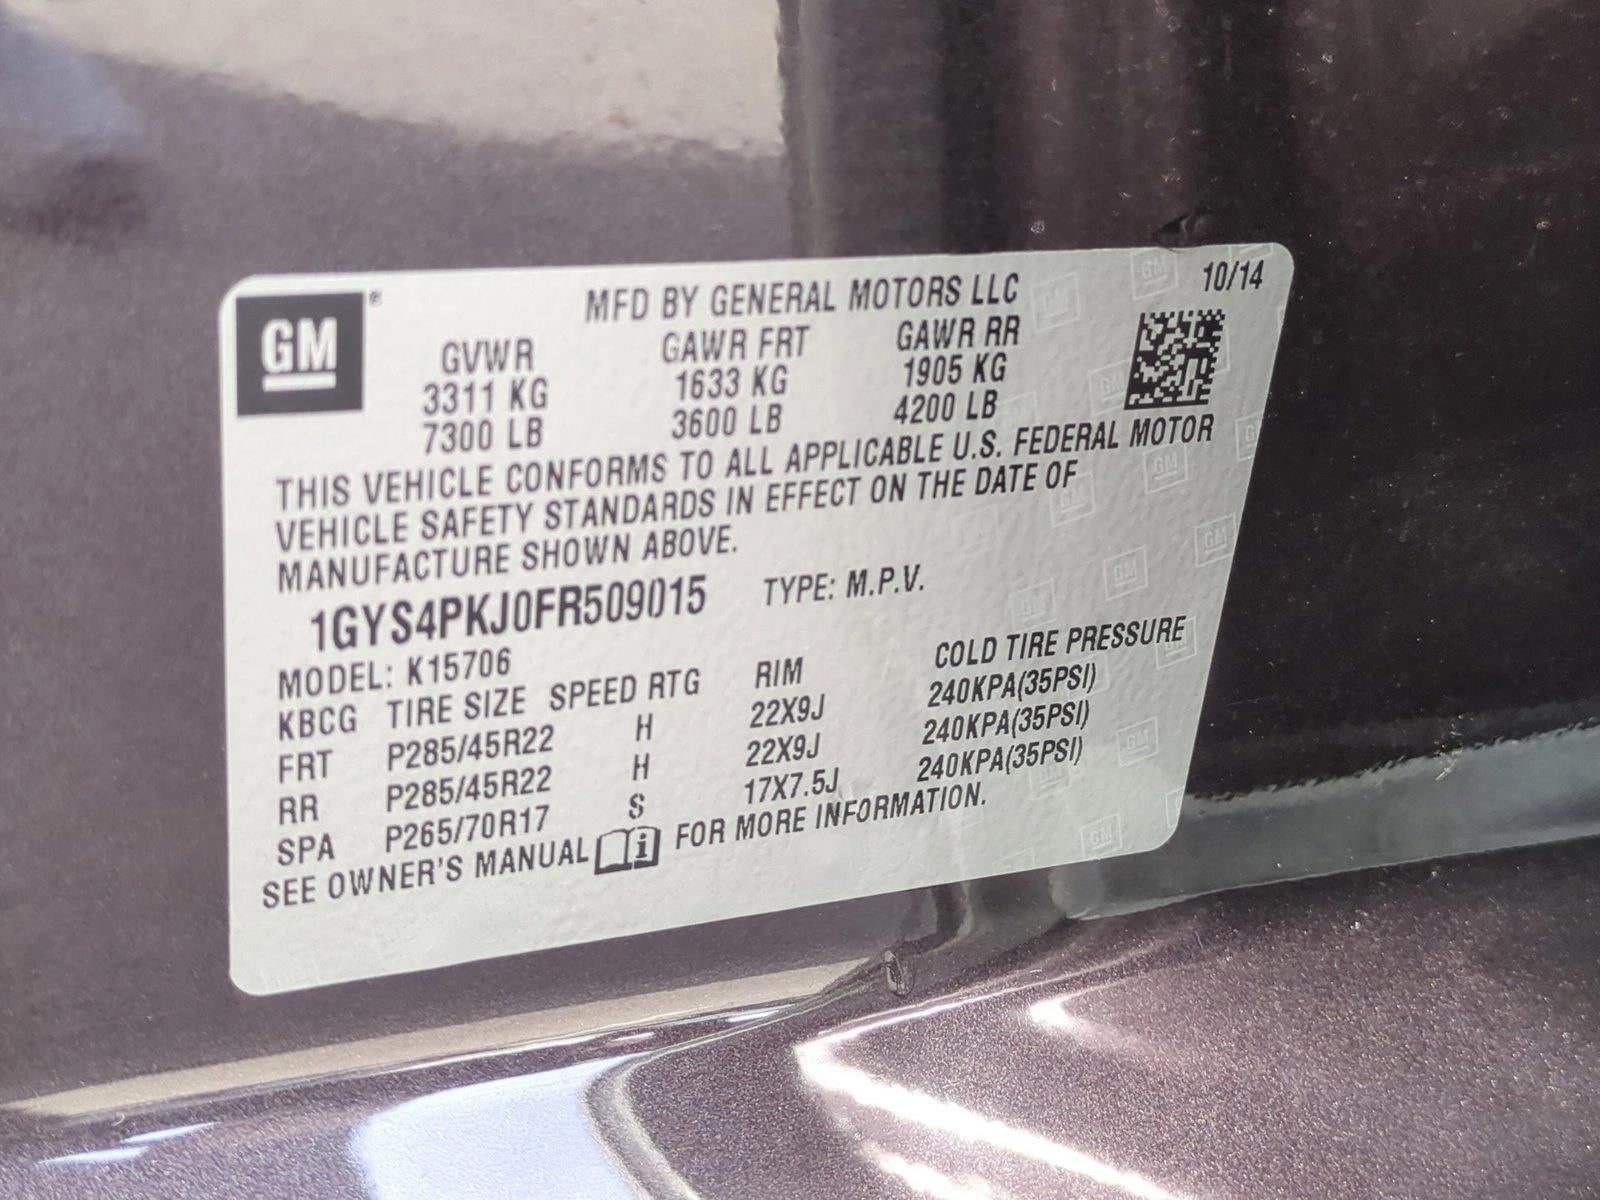 GM ®
MFD BY GENERAL MOTORS LLC 10/14
GVWR GAWR FRT GAWR RR
3311 KG 1633 KG 1905 KG
7300 LB 3600 LB 4200 LB
THIS VEHICLE CONFORMS TO ALL APPLICABLE U.S. FEDERAL MOTOR
VEHICLE SAFETY STANDARDS IN EFFECT ON THE DATE OF
MANUFACTURE SHOWN ABOVE.
1GYS4PKJ0FR509015 TYPE: M.P.V.
MODEL: K15706
KBCG TIRE SIZE SPEED RTG RIM COLD TIRE PRESSURE
FRT P285/45R22 H 22X9J 240KPA(35PSI)
RR P285/45R22 H 22X9J 240KPA(35PSI)
SPA P265/70R17 S 17X7.5J 240KPA(35PSI)
SEE OWNER'S MANUAL i FOR MORE INFORMATION.